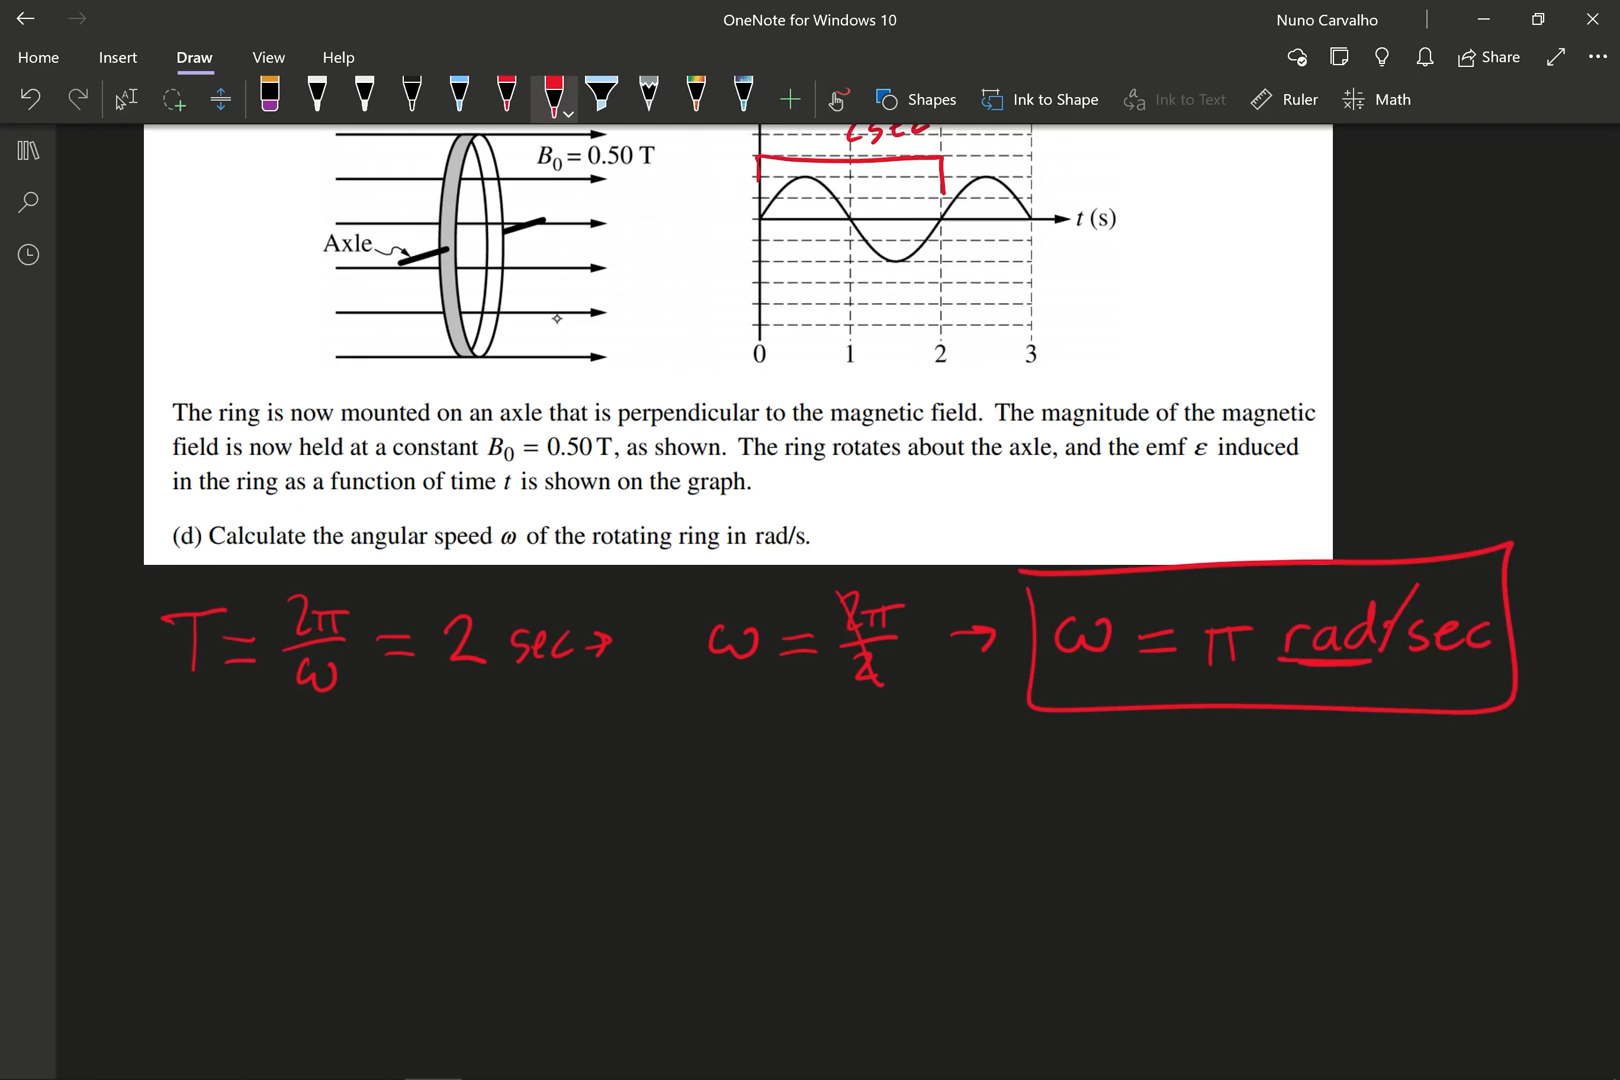 OneNote for Windows 10
Nuno Carvalho
Home Insert Draw View Help
Share
Shapes Ink to Shape Ink to Text Ruler Math
2 sec
B₀ = 0.50 T
Axle
t (s)
0 1 2 3
The ring is now mounted on an axle that is perpendicular to the magnetic field. The magnitude of the magnetic
field is now held at a constant B₀ = 0.50 T, as shown. The ring rotates about the axle, and the emf ε induced
in the ring as a function of time t is shown on the graph.
(d) Calculate the angular speed ω of the rotating ring in rad/s.
T = 2π/ω = 2 sec → ω = 2π/2 → ω = π rad/sec